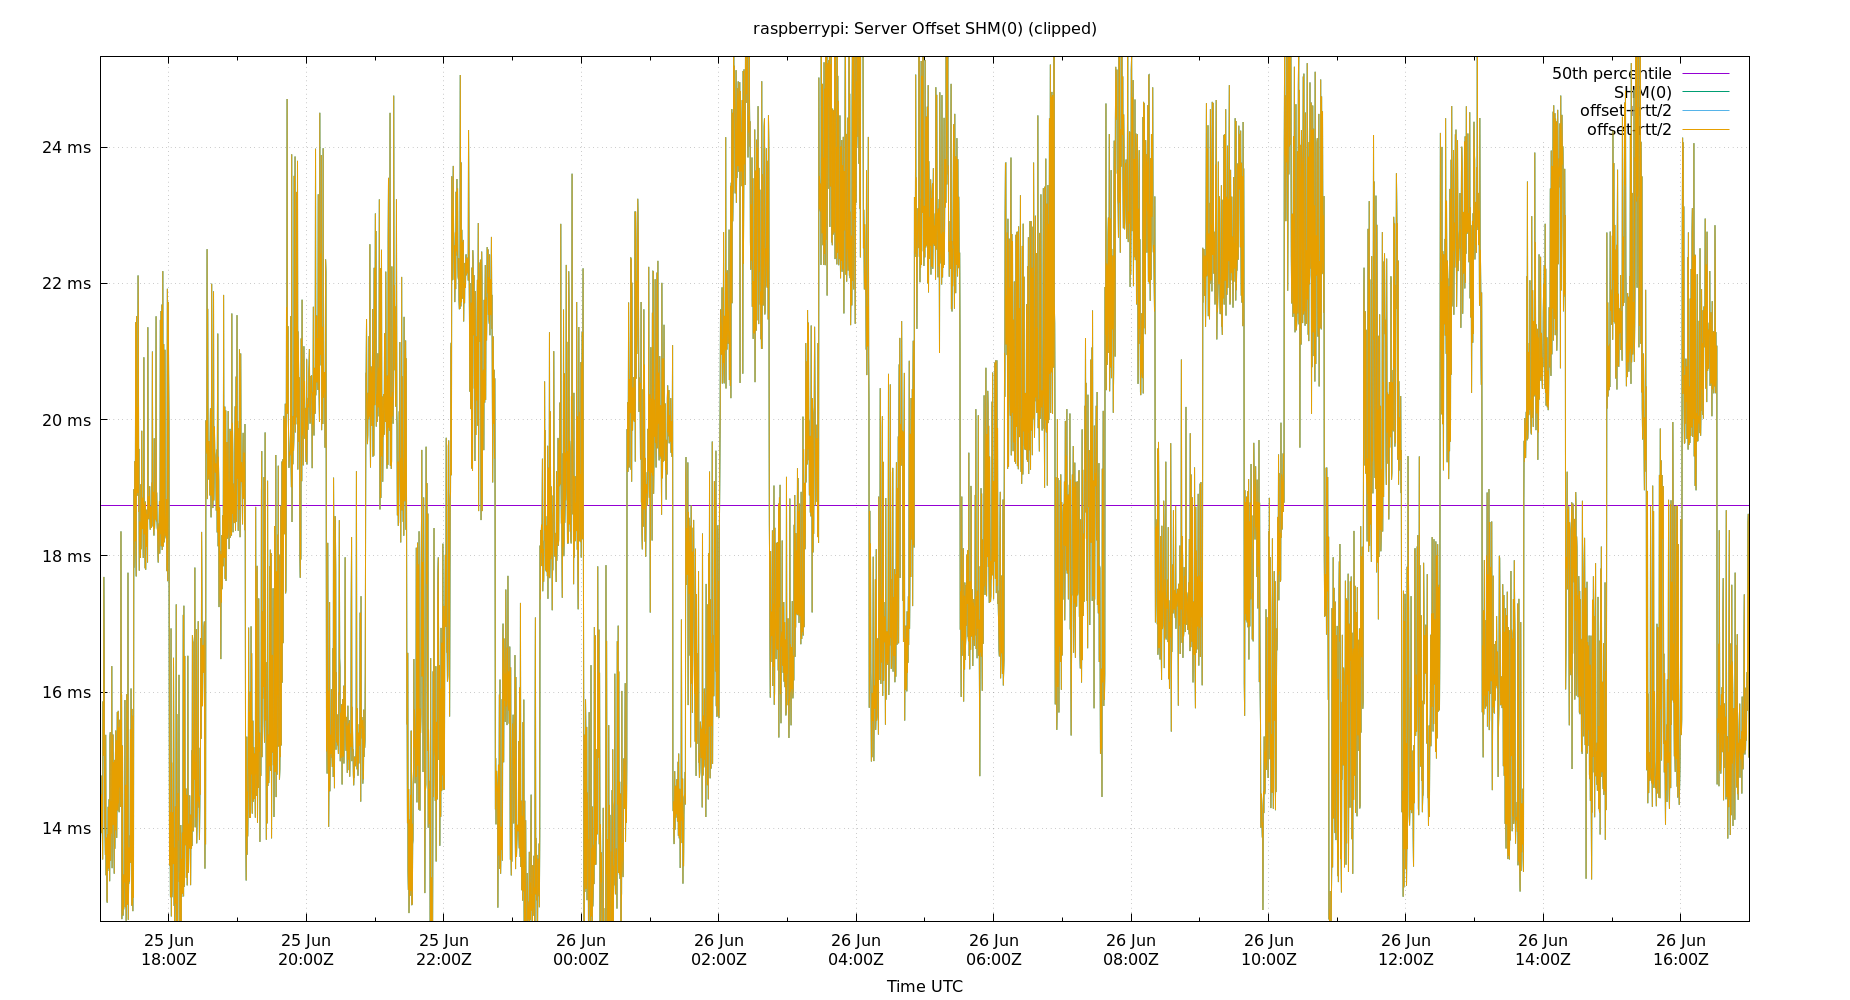 raspberrypi: Server Offset SHM(0) (clipped)
50th percentile
SHM(0)
offset+rtt/2
offset-rtt/2
24 ms
22 ms
20 ms
18 ms
16 ms
14 ms
25 Jun 25 Jun 25 Jun 26 Jun 26 Jun 26 Jun 26 Jun 26 Jun 26 Jun 26 Jun 26 Jun 26 Jun
18:00Z 20:00Z 22:00Z 00:00Z 02:00Z 04:00Z 06:00Z 08:00Z 10:00Z 12:00Z 14:00Z 16:00Z
Time UTC